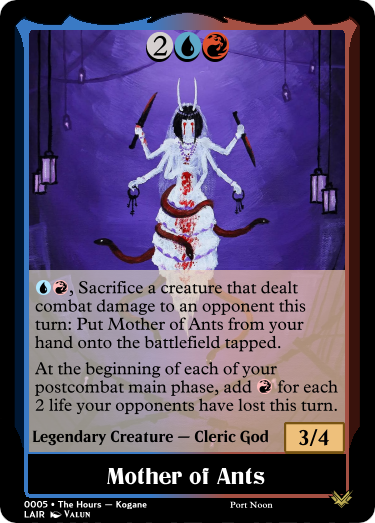 2
, Sacrifice a creature that dealt
combat damage to an opponent this
turn: Put Mother of Ants from your
hand onto the battlefield tapped.
At the beginning of each of your
postcombat main phase, add for each
2 life your opponents have lost this turn.
Legendary Creature — Cleric God
3/4
Mother of Ants
0005 • The Hours — Kogane
Port Noon
LAIR Valun